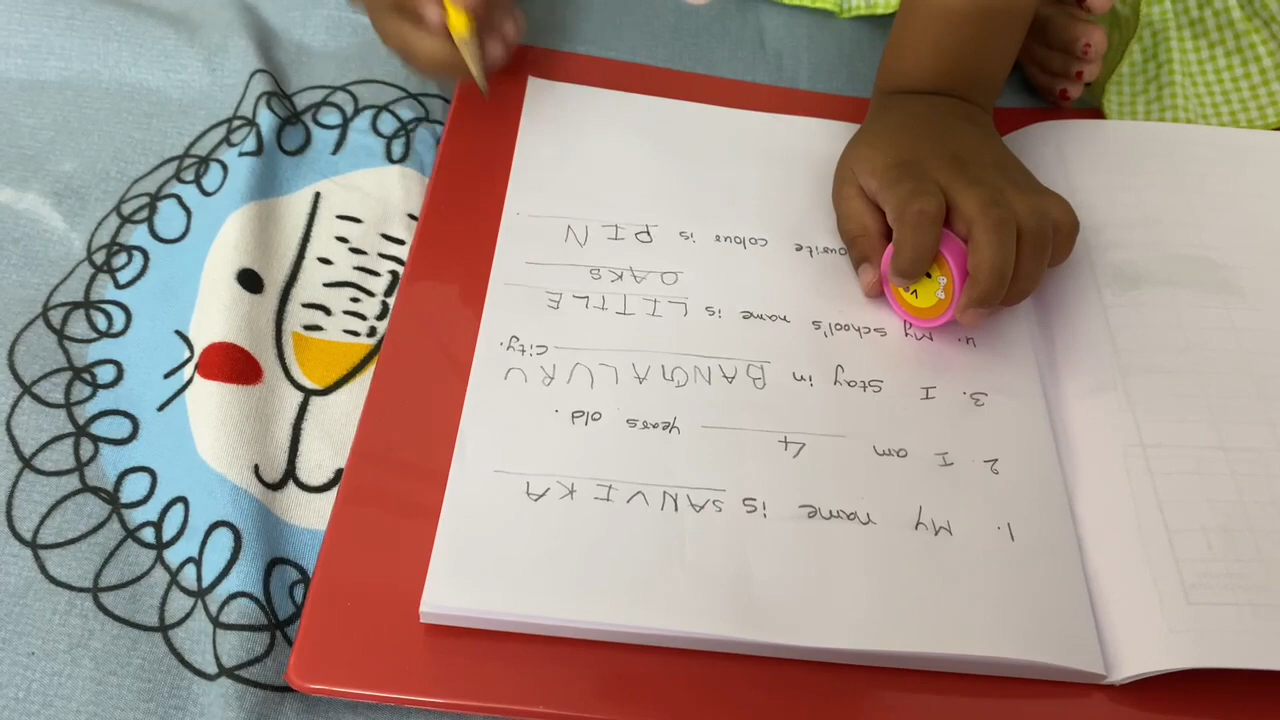 1. My name is SANVIKA
2. I am 4 years old.
3. I stay in BANGALURU city.
4. My school's name is LITTLE
OAKS
colour is PIN